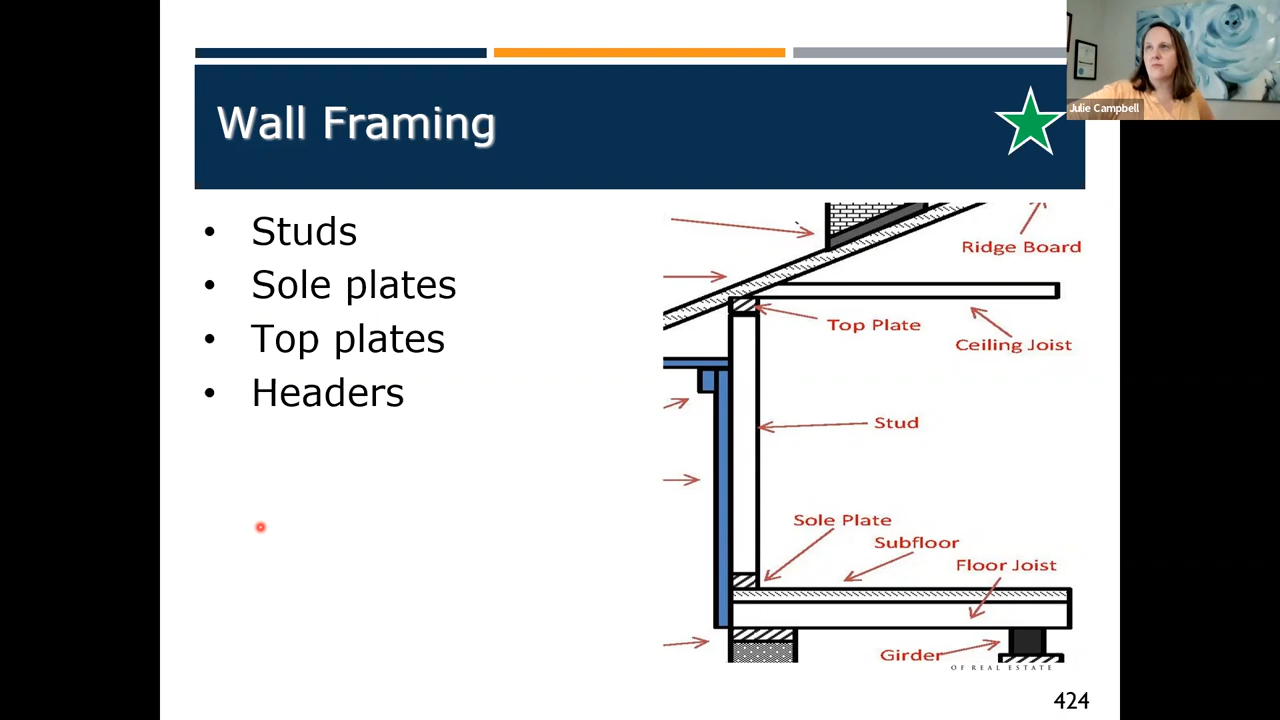 Julie Campbell
Wall Framing
• Studs
• Sole plates
• Top plates
• Headers
Ridge Board
Top Plate
Ceiling Joist
Stud
Sole Plate
Subfloor
Floor Joist
Girder
OF REAL ESTATE
424